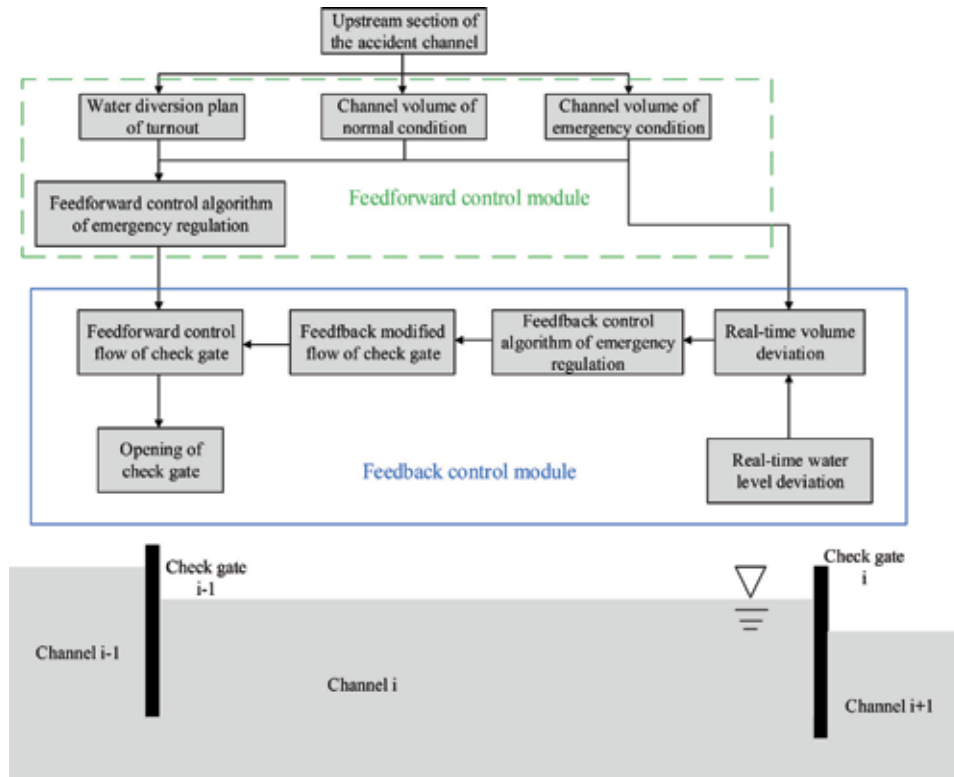 Upstream section of
the accident channel
Water diversion plan
of turnout
Channel volume of
normal condition
Channel volume of
emergency condition
Feedforward control algorithm
of emergency regulation
Feedforward control module
Feedforward control
flow of check gate
Feedfback modified
flow of check gate
Feedfback control
algorithm of emergency
regulation
Real-time volume
deviation
Opening of
check gate
Feedback control module
Real-time water
level deviation
Check gate
i-1
Check gate
i
Channel i-1
Channel i
Channel i+1